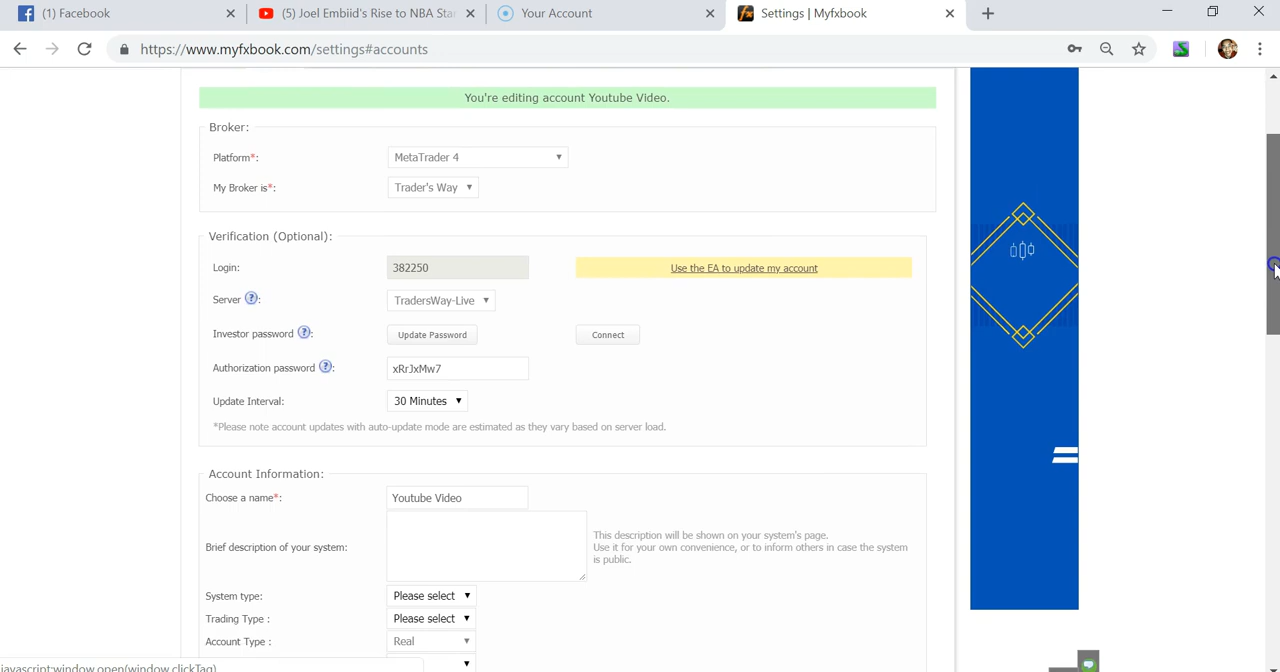 (1) Facebook
(5) Joel Embiid's Rise to NBA Star
Your Account
Settings | Myfxbook
https://www.myfxbook.com/settings#accounts
You're editing account Youtube Video.
Broker:
Platform*:
MetaTrader 4
My Broker is*:
Trader's Way
Verification (Optional):
Login:
382250
Use the EA to update my account
Server ?:
TradersWay-Live
Investor password ?:
Update Password
Connect
Authorization password ?:
xRrJxMw7
Update Interval:
30 Minutes
*Please note account updates with auto-update mode are estimated as they vary based on server load.
Account Information:
Choose a name*:
Youtube Video
Brief description of your system:
This description will be shown on your system's page.
Use it for your own convenience, or to inform others in case the system
is public.
System type:
Please select
Trading Type :
Please select
Account Type :
Real
javascript:window.open(window.clickTag)